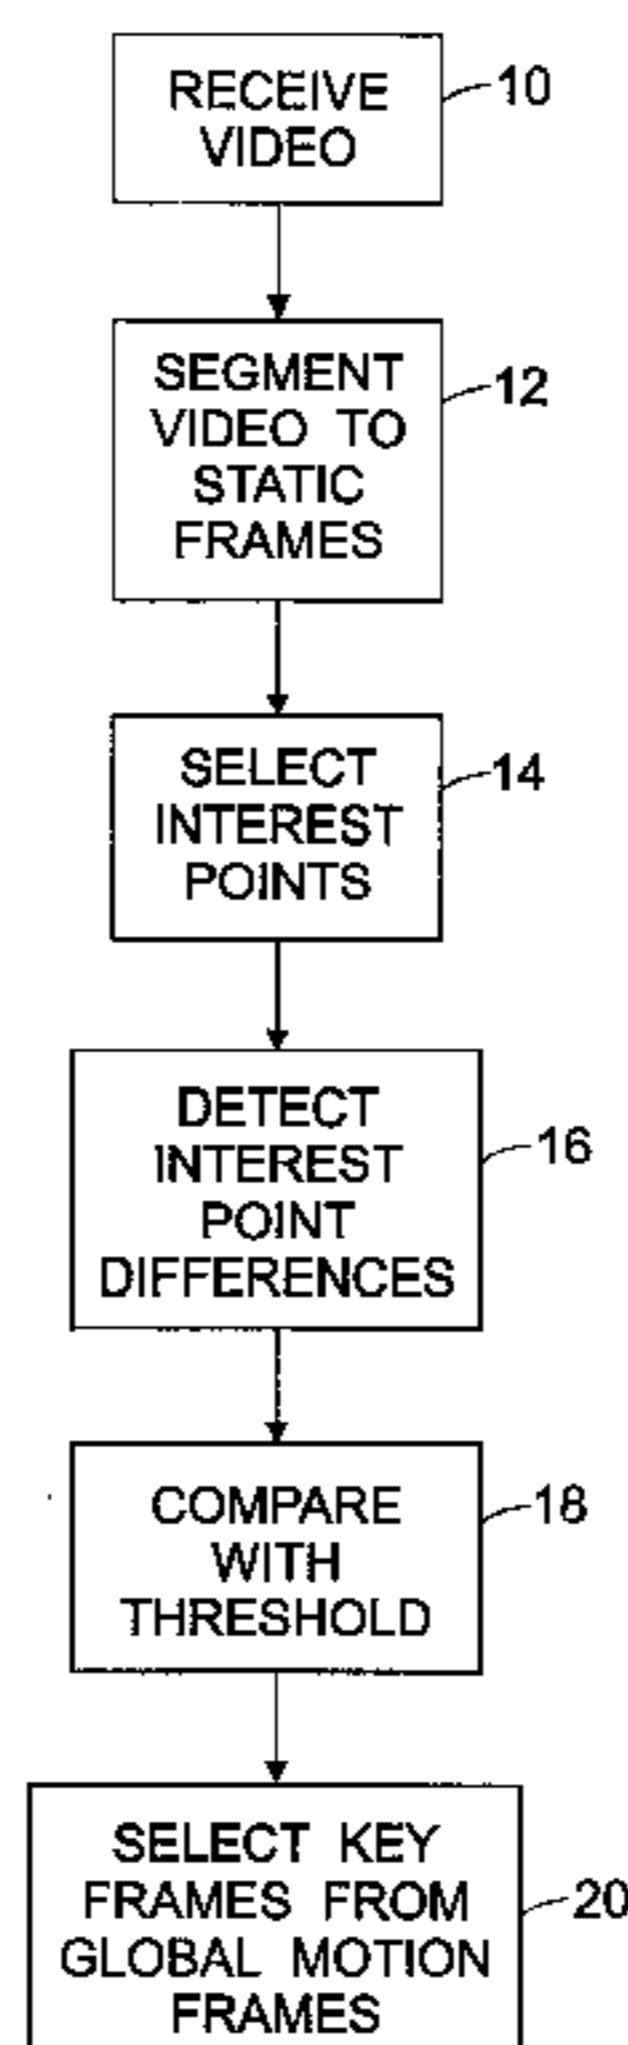 RECEIVE
VIDEO
10
SEGMENT
VIDEO TO
STATIC
FRAMES
12
SELECT
INTEREST
POINTS
14
DETECT
INTEREST
POINT
DIFFERENCES
16
COMPARE
WITH
THRESHOLD
18
SELECT KEY
FRAMES FROM
GLOBAL MOTION
FRAMES
20